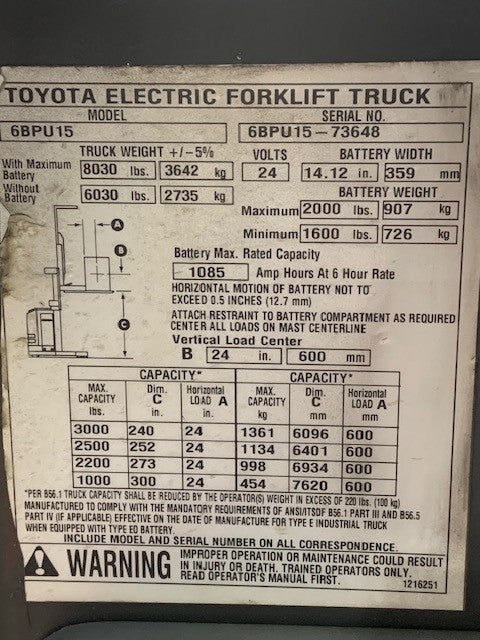 TOYOTA ELECTRIC FORKLIFT TRUCK
MODEL SERIAL NO.
6BPU15 6BPU15-73648
TRUCK WEIGHT +/-5% VOLTS BATTERY WIDTH
With Maximum Battery 8030 lbs. 3642 kg 24 14.12 in. 359 mm
Without Battery 6030 lbs. 2735 kg BATTERY WEIGHT
Maximum 2000 lbs. 907 kg
Minimum 1600 lbs. 726 kg
A
B
C
Battery Max. Rated Capacity
1085 Amp Hours At 6 Hour Rate
HORIZONTAL MOTION OF BATTERY NOT TO
EXCEED 0.5 INCHES (12.7 mm)
ATTACH RESTRAINT TO BATTERY COMPARTMENT AS REQUIRED
CENTER ALL LOADS ON MAST CENTERLINE
Vertical Load Center
B 24 in. 600 mm
CAPACITY* CAPACITY*
MAX. CAPACITY lbs. Dim. C in. Horizontal LOAD A in. MAX. CAPACITY kg Dim. C mm Horizontal LOAD A mm
3000 240 24 1361 6096 600
2500 252 24 1134 6401 600
2200 273 24 998 6934 600
1000 300 24 454 7620 600
*PER B56.1 TRUCK CAPACITY SHALL BE REDUCED BY THE OPERATOR(S) WEIGHT IN EXCESS OF 220 lbs. (100 kg)
MANUFACTURED TO COMPLY WITH THE MANDATORY REQUIREMENTS OF ANSI/ITSDF B56.1 PART III AND B56.5
PART IV (IF APPLICABLE) EFFECTIVE ON THE DATE OF MANUFACTURE FOR TYPE E INDUSTRIAL TRUCK
WHEN EQUIPPED WITH TYPE EO BATTERY.
INCLUDE MODEL AND SERIAL NUMBER ON ALL CORRESPONDENCE.
WARNING
IMPROPER OPERATION OR MAINTENANCE COULD RESULT
IN INJURY OR DEATH. TRAINED OPERATORS ONLY.
READ OPERATOR'S MANUAL FIRST.
1216251